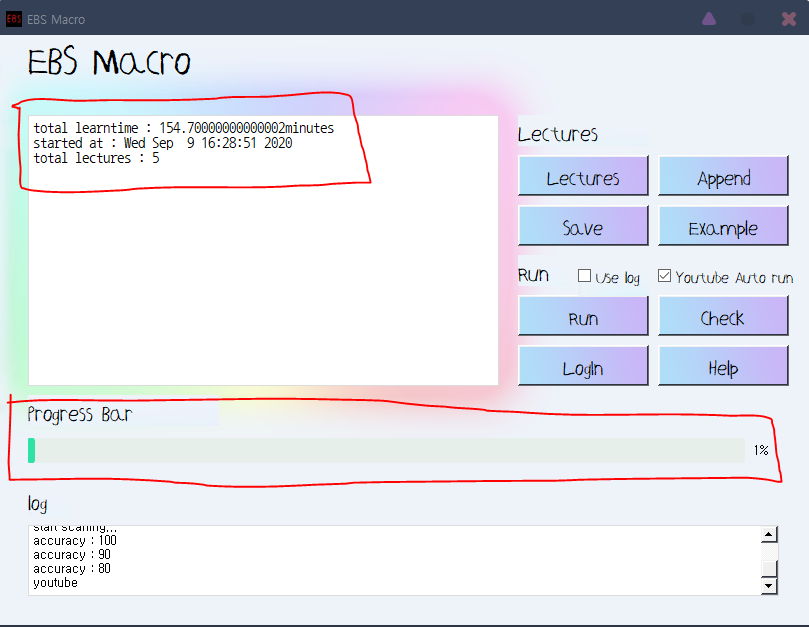 EBS EBS Macro
EBS Macro
total learntime : 154.70000000000002minutes
started at : Wed Sep  9 16:28:51 2020
total lectures : 5
Lectures
Lectures
Append
Save
Example
Run
Use log
Youtube Auto run
Run
Check
LogIn
Help
Progress Bar
1%
log
start scanning...
accuracy : 100
accuracy : 90
accuracy : 80
youtube